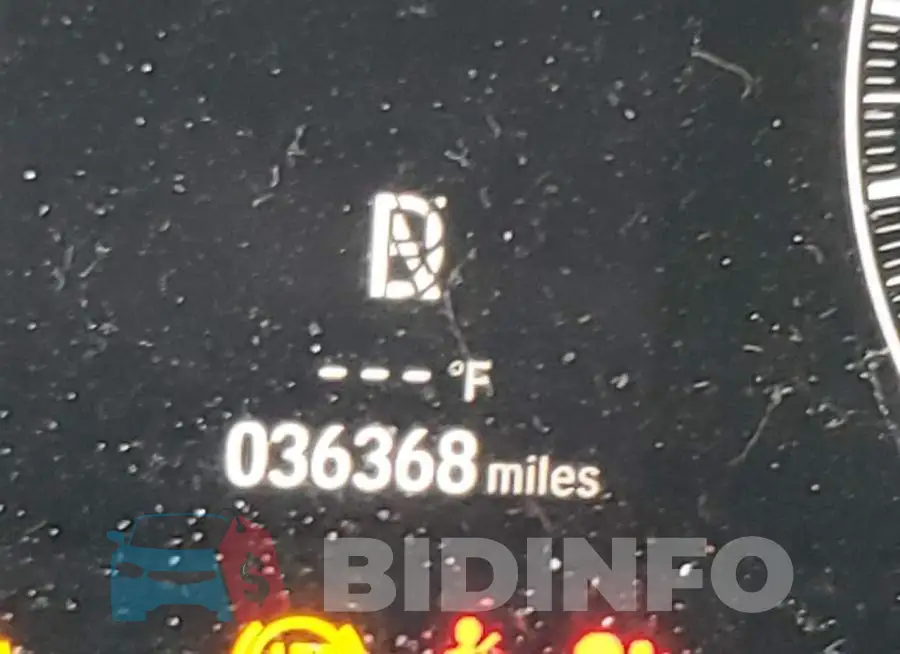 --- °F
036368 miles
BIDINFO